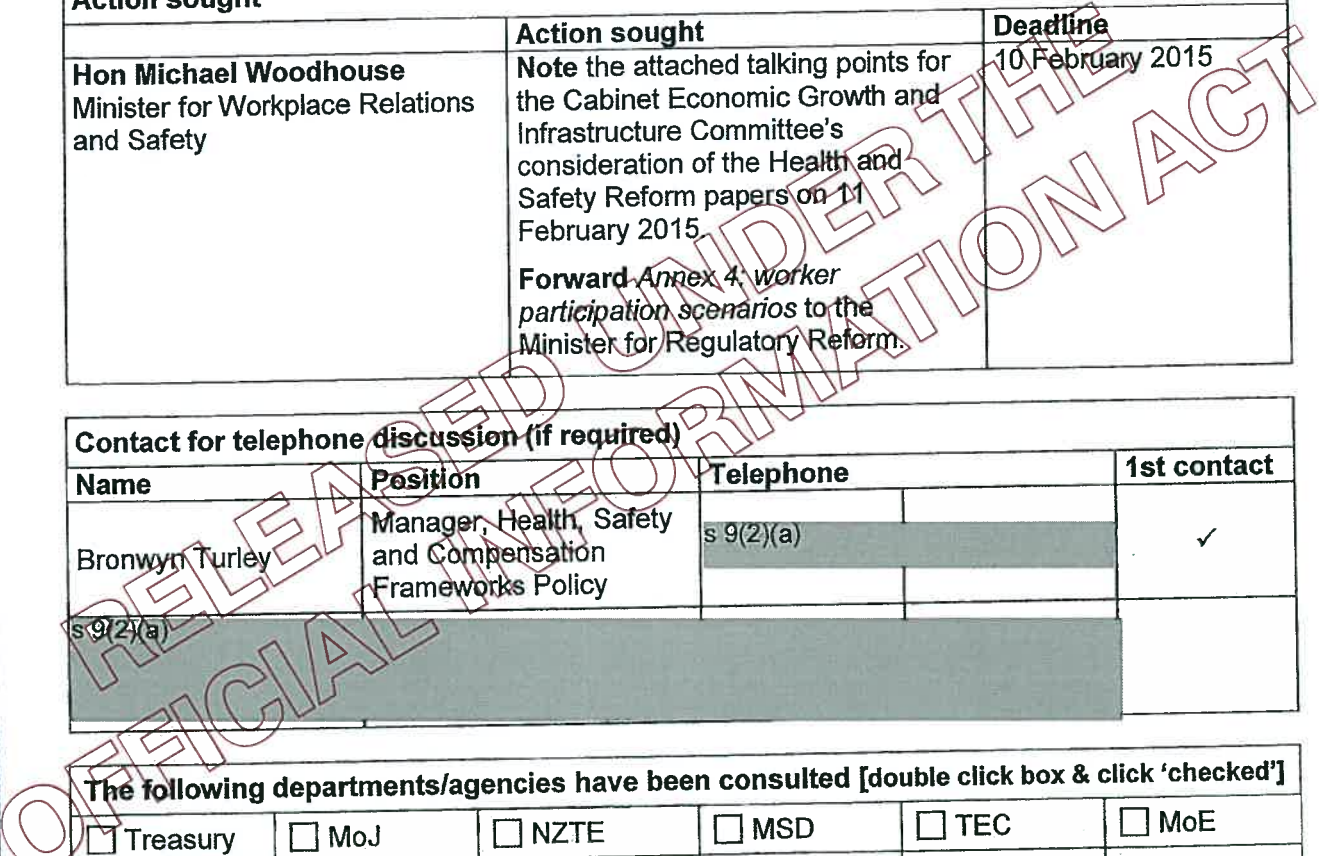 Action sought
Action sought
Deadline
Hon Michael Woodhouse
Minister for Workplace Relations
and Safety
Note the attached talking points for
the Cabinet Economic Growth and
Infrastructure Committee's
consideration of the Health and
Safety Reform papers on 11
February 2015.
Forward Annex 4: worker
participation scenarios to the
Minister for Regulatory Reform.
10 February 2015
Contact for telephone discussion (if required)
Name
Position
Telephone
1st contact
Bronwyn Turley
Manager, Health, Safety
and Compensation
Frameworks Policy
s 9(2)(a)
✓
s 9(2)(a)
The following departments/agencies have been consulted [double click box & click 'checked']
☐ Treasury ☐ MoJ ☐ NZTE ☐ MSD ☐ TEC ☐ MoE
RELEASED UNDER THE
OFFICIAL INFORMATION ACT